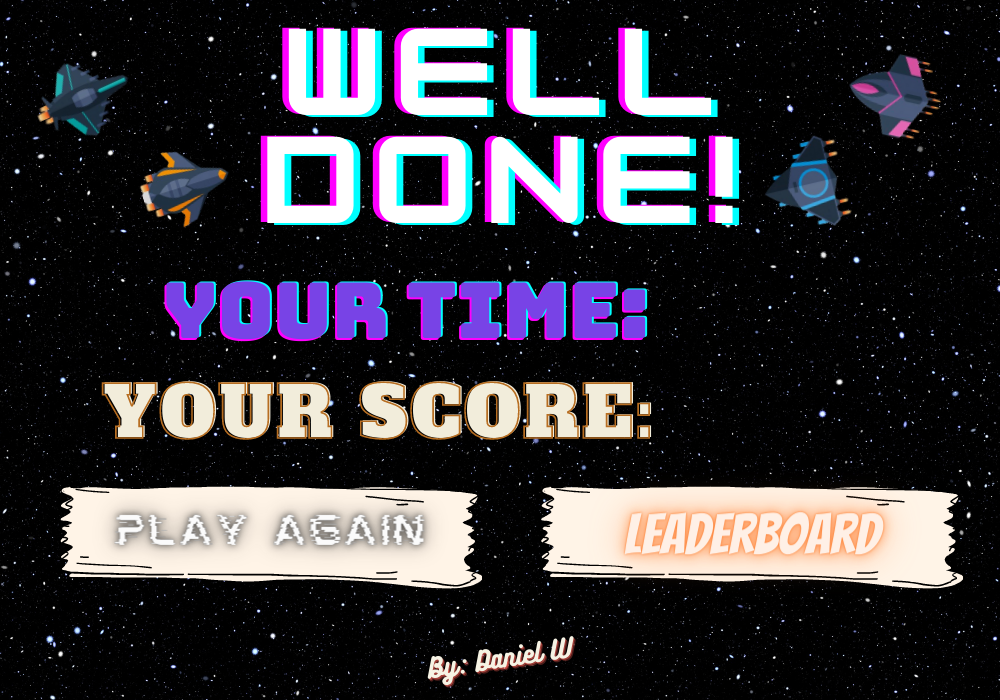 WELL
DONE!
YOUR TIME:
YOUR SCORE:
PLAY AGAIN
LEADERBOARD
By: Daniel W